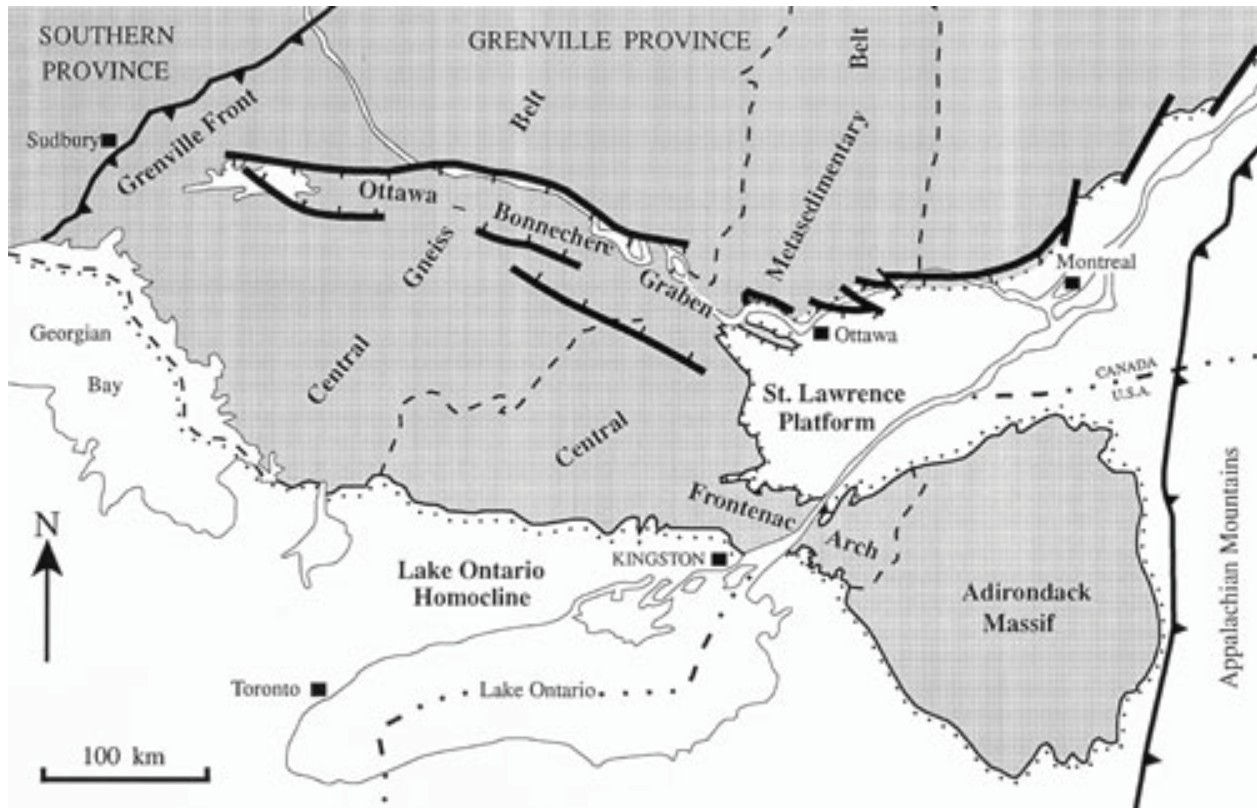 SOUTHERN
PROVINCE
GRENVILLE PROVINCE
Belt
Belt
Sudbury
Grenville Front
Metasedimentary
Ottawa
Bonnechere
Graben
Gneiss
Central
Central
Montreal
Ottawa
Georgian
Bay
St. Lawrence
Platform
CANADA
U.S.A.
Frontenac
Arch
KINGSTON
N
Lake Ontario
Homocline
Adirondack
Massif
Appalachian Mountains
Toronto
Lake Ontario
100 km